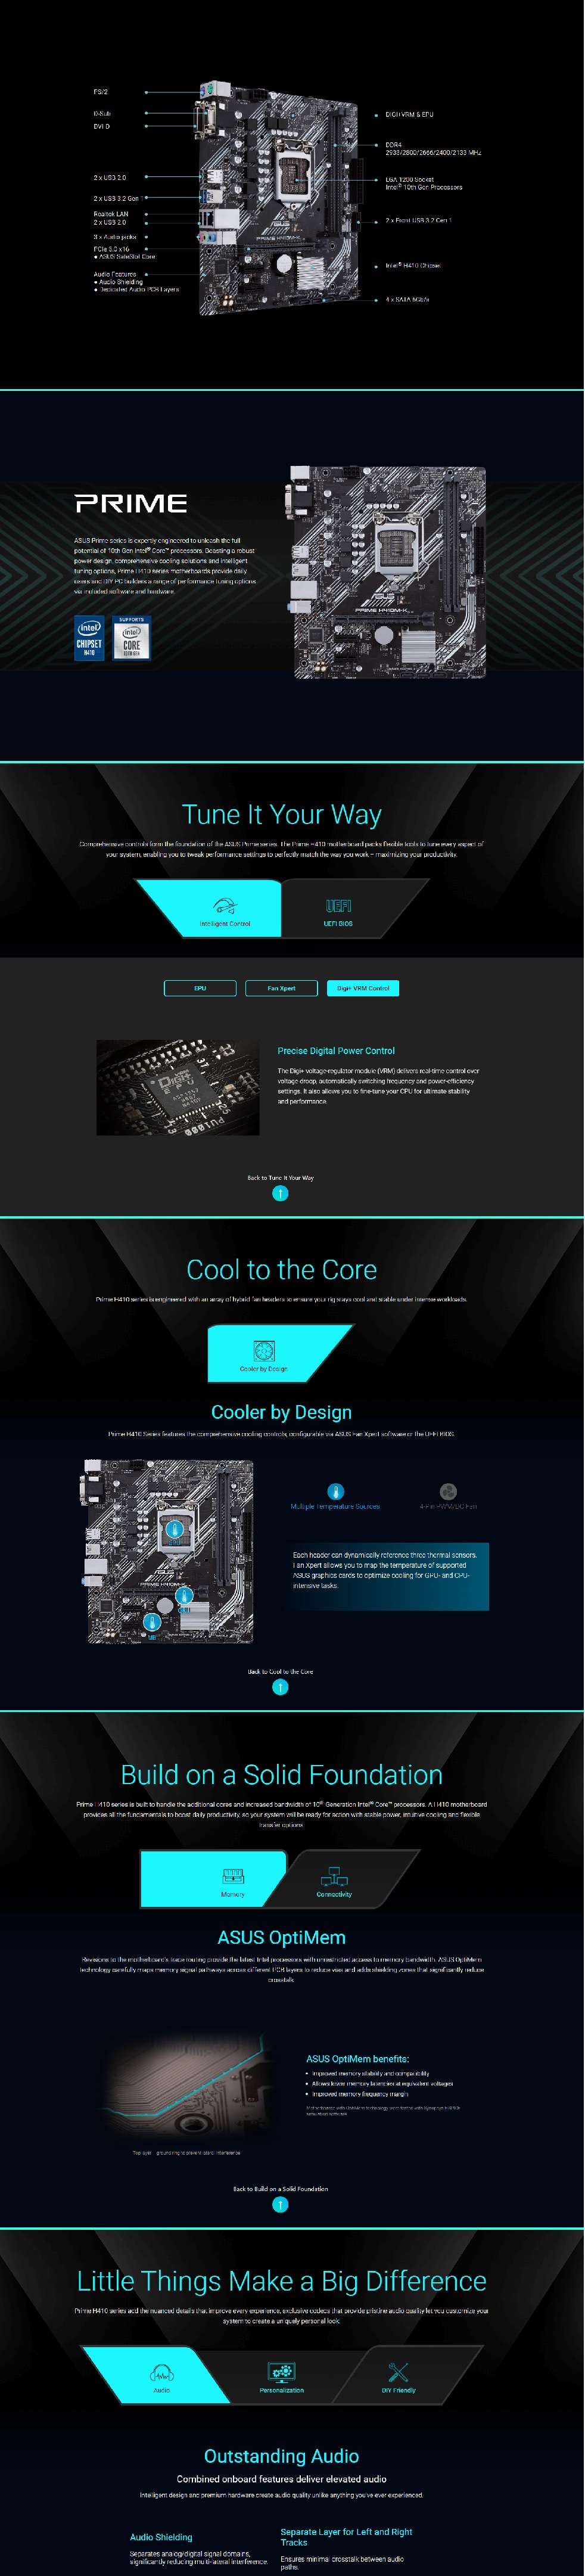 PS/2
D-Sub
DVI-D
2 x USB 2.0
2 x USB 3.2 Gen 1
Realtek LAN
2 x USB 2.0
3 x Audio jacks
PCIe 3.0 x16
● ASUS SafeSlot Core
Audio Features
● Audio Shielding
● Dedicated Audio PCB Layers
DIGI+ VRM & EPU
DDR4
2933/2800/2666/2400/2133 MHz
LGA 1200 Socket
Intel® 10th Gen Processors
2 x Front USB 3.2 Gen 1
Intel® H410 Chipset
4 x SATA 6Gb/s
PRIME H410M-K
PRIME
ASUS Prime series is expertly engineered to unleash the full
potential of 10th Gen Intel® Core™ processors. Boasting a robust
power design, comprehensive cooling solutions and intelligent
tuning options, Prime H410 series motherboards provide daily
users and DIY PC builders a range of performance tuning options
via included software and hardware.
intel
CHIPSET
H410
SUPPORTS
intel
CORE
10TH GEN
PRIME H410M-K
Tune It Your Way
Comprehensive controls form the foundation of the ASUS Prime series. The Prime H410 motherboard packs flexible tools to tune every aspect of
your system, enabling you to tweak performance settings to perfectly match the way you work – maximizing your productivity.
Intelligent Control
UEFI
UEFI BIOS
EPU
Fan Xpert
Digi+ VRM Control
Precise Digital Power Control
The Digi+ voltage-regulator module (VRM) delivers real-time control over
voltage droop, automatically switching frequency and power-efficiency
settings. It also allows you to fine-tune your CPU for ultimate stability
and performance.
DIGI+
EPU
Back to Tune It Your Way
Cool to the Core
Prime H410 series is engineered with an array of hybrid fan headers to ensure your rig stays cool and stable under intense workloads.
Cooler by Design
Cooler by Design
Prime H410 Series features the comprehensive cooling controls, configurable via ASUS Fan Xpert software or the UEFI BIOS.
Multiple Temperature Sources
4-Pin PWM/DC Fan
Each header can dynamically reference three thermal sensors.
Fan Xpert allows you to map the temperature of supported
ASUS graphics cards to optimize cooling for GPU- and CPU-
intensive tasks.
PRIME H410M-K
Back to Cool to the Core
Build on a Solid Foundation
Prime H410 series is built to handle the additional cores and increased bandwidth of 10th Generation Intel® Core™ processors. A H410 motherboard
provides all the fundamentals to boost daily productivity, so your system will be ready for action with stable power, intuitive cooling and flexible
transfer options.
Memory
Connectivity
ASUS OptiMem
Revisions to the motherboard's trace routing provide the latest Intel processors with unrestricted access to memory bandwidth. ASUS OptiMem
technology carefully maps memory signal pathways across different PCB layers to reduce vias and adds shielding zones that significantly reduce
crosstalk.
ASUS OptiMem benefits:
• Improved memory stability and compatibility
• Allows lower memory latencies at equivalent voltages
• Improved memory frequency margin
Back to Build on a Solid Foundation
Little Things Make a Big Difference
Prime H410 series add the nuanced details that improve every experience, exclusive codecs that provide pristine audio quality let you customize your
system to create a uniquely personal look.
Audio
Personalization
DIY Friendly
Outstanding Audio
Combined onboard features deliver elevated audio
Intelligent design and premium hardware create audio quality unlike anything you've ever experienced.
Audio Shielding
Separates analog/digital signal domains,
significantly reducing multi-lateral interference.
Separate Layer for Left and Right
Tracks
Ensures minimal crosstalk between audio
paths.